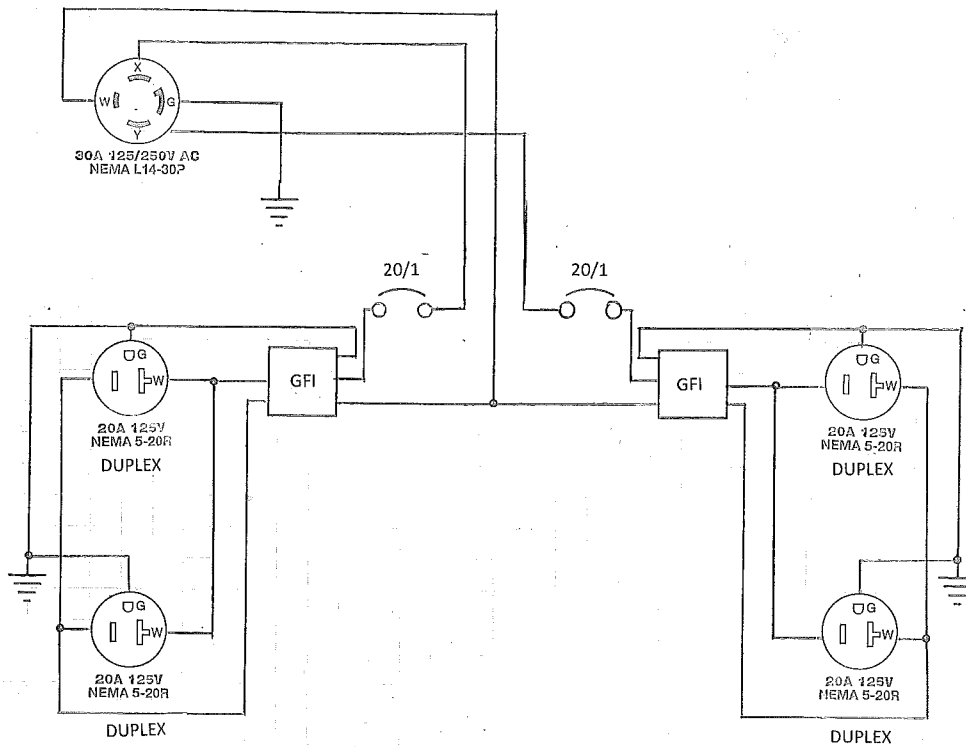 X
W
G
Y
30A 125/250V AC
NEMA L14-30P
20/1
20/1
G
W
GFI
GFI
G
W
20A 125V
NEMA 5-20R
DUPLEX
20A 125V
NEMA 5-20R
DUPLEX
G
W
G
W
20A 125V
NEMA 5-20R
DUPLEX
20A 125V
NEMA 5-20R
DUPLEX